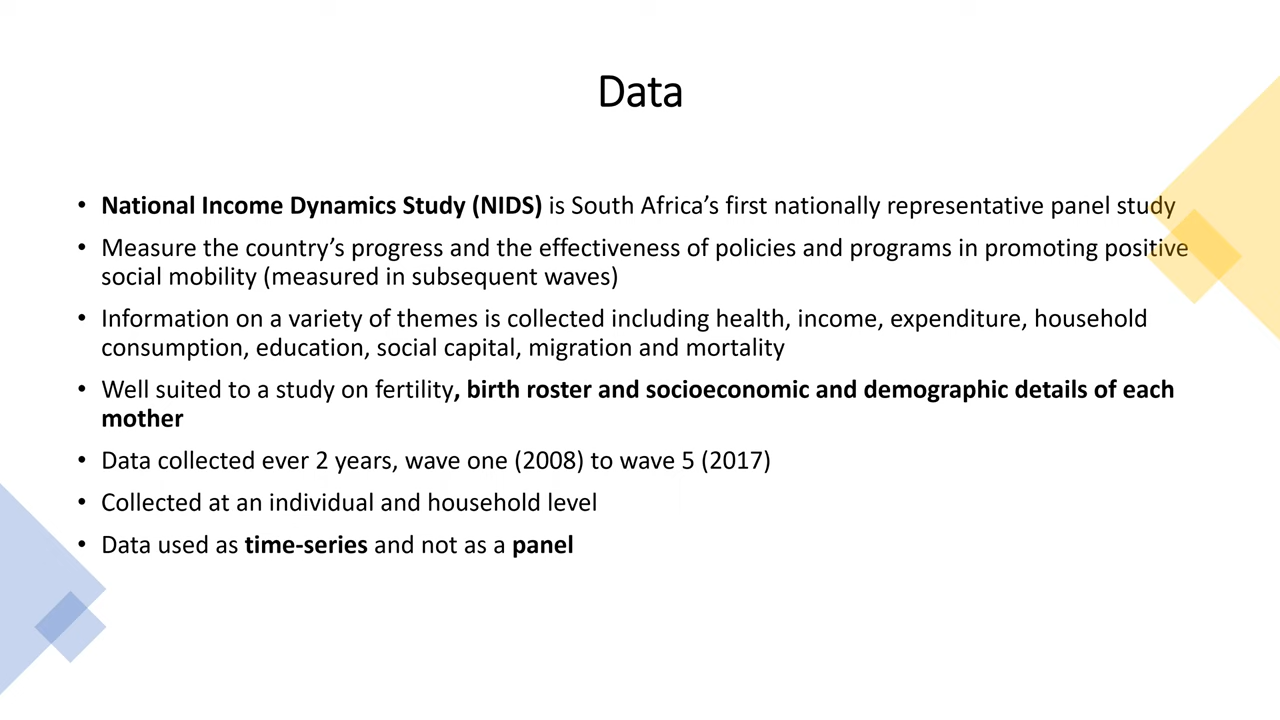 Data
• National Income Dynamics Study (NIDS) is South Africa’s first nationally representative panel study
• Measure the country’s progress and the effectiveness of policies and programs in promoting positive
social mobility (measured in subsequent waves)
• Information on a variety of themes is collected including health, income, expenditure, household
consumption, education, social capital, migration and mortality
• Well suited to a study on fertility, birth roster and socioeconomic and demographic details of each
mother
• Data collected ever 2 years, wave one (2008) to wave 5 (2017)
• Collected at an individual and household level
• Data used as time-series and not as a panel